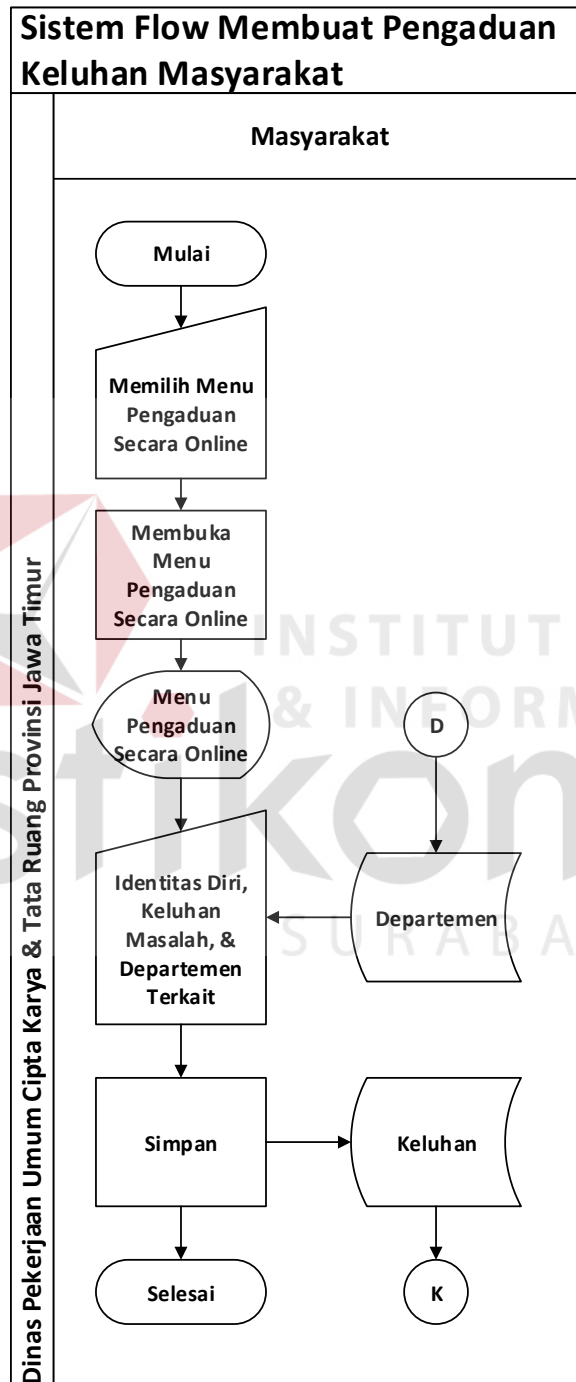 Sistem Flow Membuat Pengaduan
Keluhan Masyarakat
Masyarakat
Dinas Pekerjaan Umum Cipta Karya & Tata Ruang Provinsi Jawa Timur
Mulai
Memilih Menu
Pengaduan
Secara Online
Membuka
Menu
Pengaduan
Secara Online
Menu
Pengaduan
Secara Online
D
Identitas Diri,
Keluhan
Masalah, &
Departemen
Terkait
Departemen
Simpan
Keluhan
Selesai
K
INSTITUT
& INFORM
stikom
SURABA